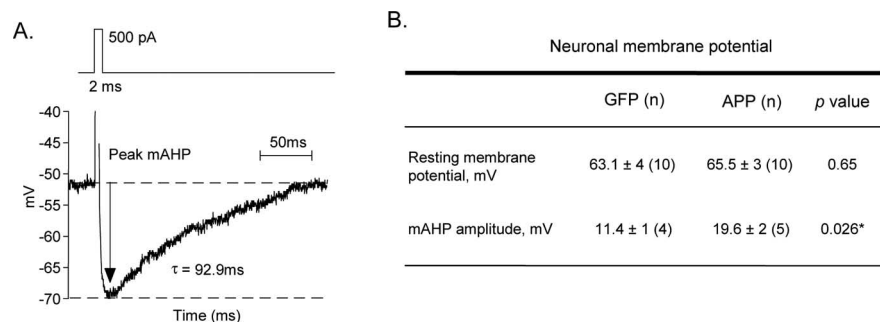 A.
500 pA
2 ms
-40
-45
-50
-55
-60
-65
-70
mV
Peak mAHP
50ms
τ = 92.9ms
Time (ms)
B.
Neuronal membrane potential
GFP (n) APP (n) p value
Resting membrane
potential, mV 63.1 ± 4 (10) 65.5 ± 3 (10) 0.65
mAHP amplitude, mV 11.4 ± 1 (4) 19.6 ± 2 (5) 0.026*